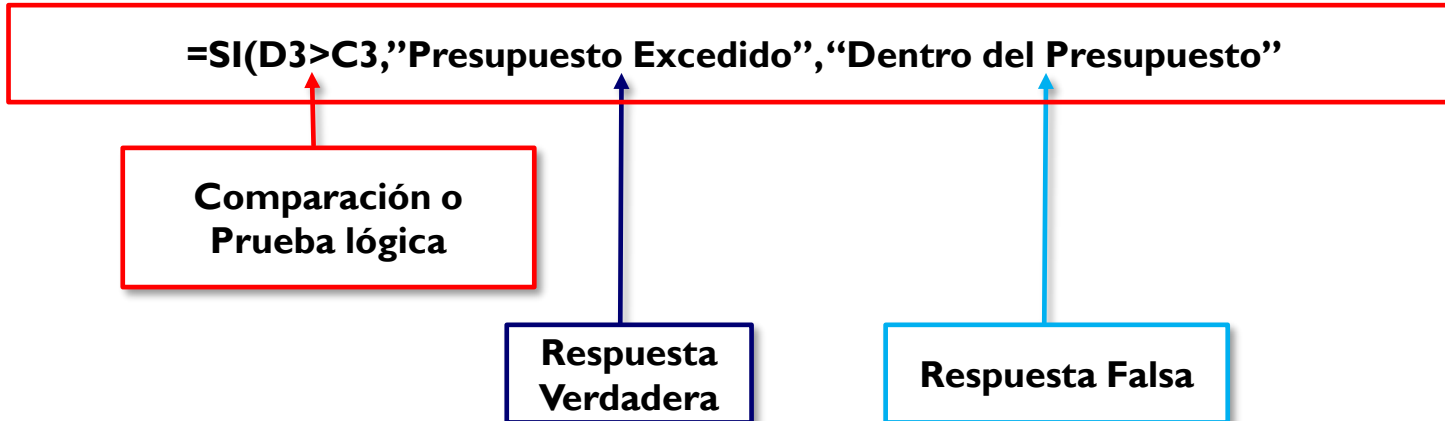 =SI(D3>C3,”Presupuesto Excedido”,“Dentro del Presupuesto”
Comparación o
Prueba lógica
Respuesta
Verdadera
Respuesta Falsa